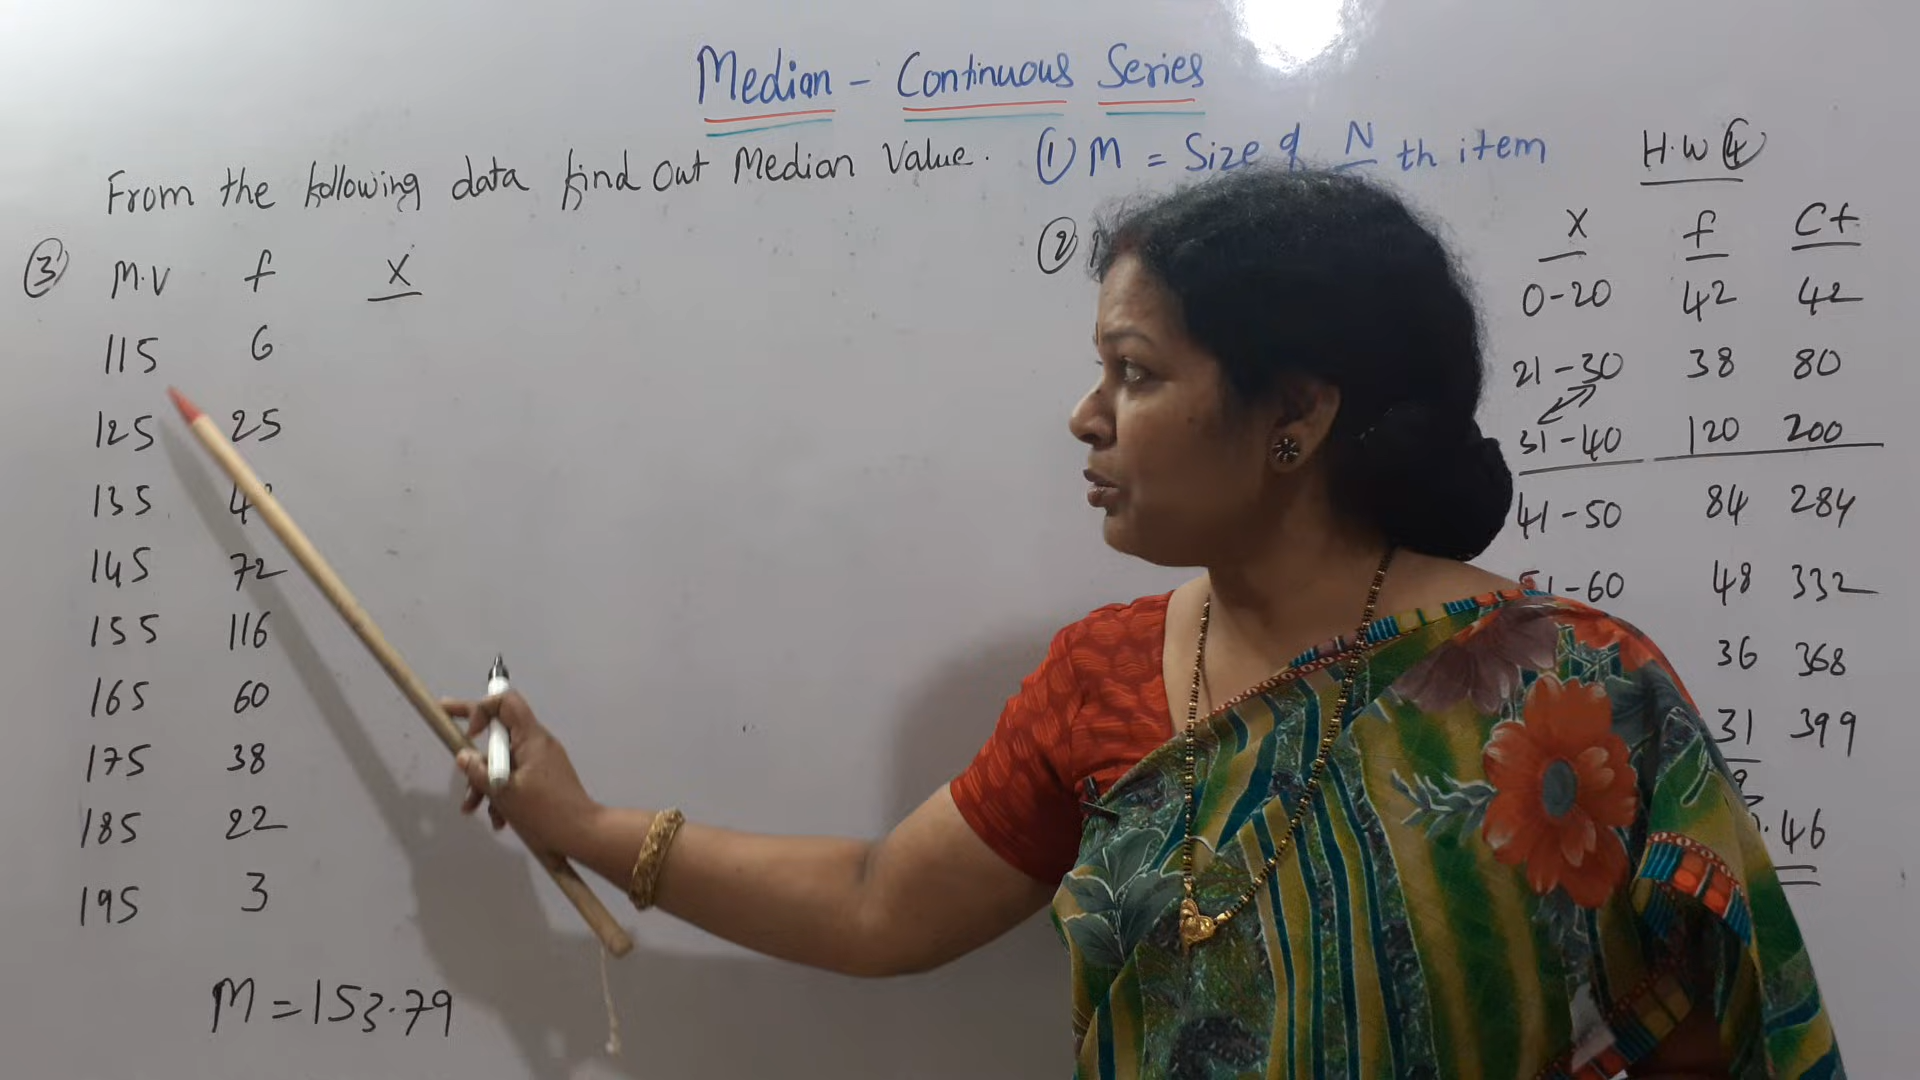 Median - Continuous Series
From the following data find out Median Value.
① M = Size of N th item
②
H.W ④
③ M.V f X
115 6
125 25
135
145 72
155 116
165 60
175 38
185 22
195 3
M = 153.79
X f Cf
0-20 42 42
21-30 38 80
31-40 120 200
41-50 84 284
-60 48 332
36 368
31 399
.46